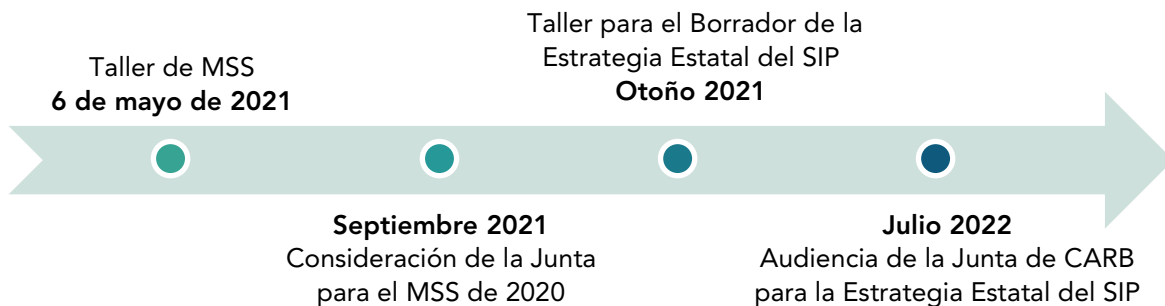 Taller de MSS
6 de mayo de 2021
Septiembre 2021
Consideración de la Junta
para el MSS de 2020
Taller para el Borrador de la
Estrategia Estatal del SIP
Otoño 2021
Julio 2022
Audiencia de la Junta de CARB
para la Estrategia Estatal del SIP